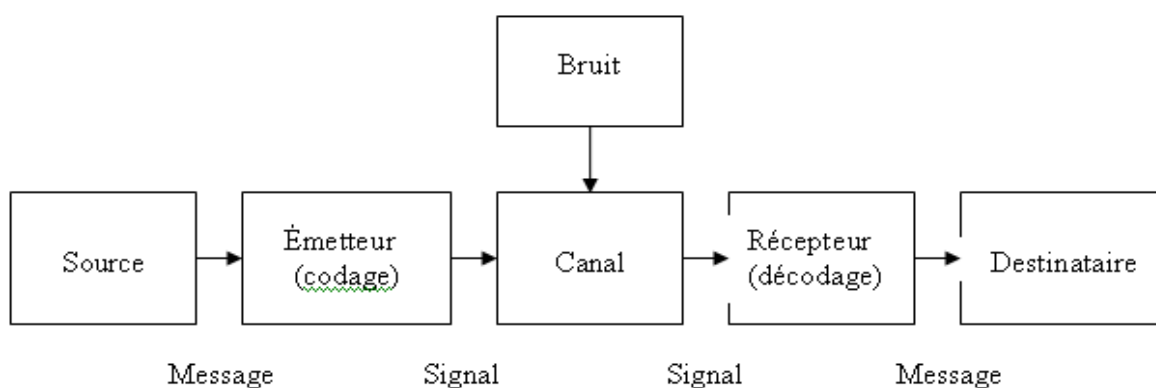 Bruit
Source
Émetteur
(codage)
Canal
Récepteur
(décodage)
Destinataire
Message
Signal
Signal
Message